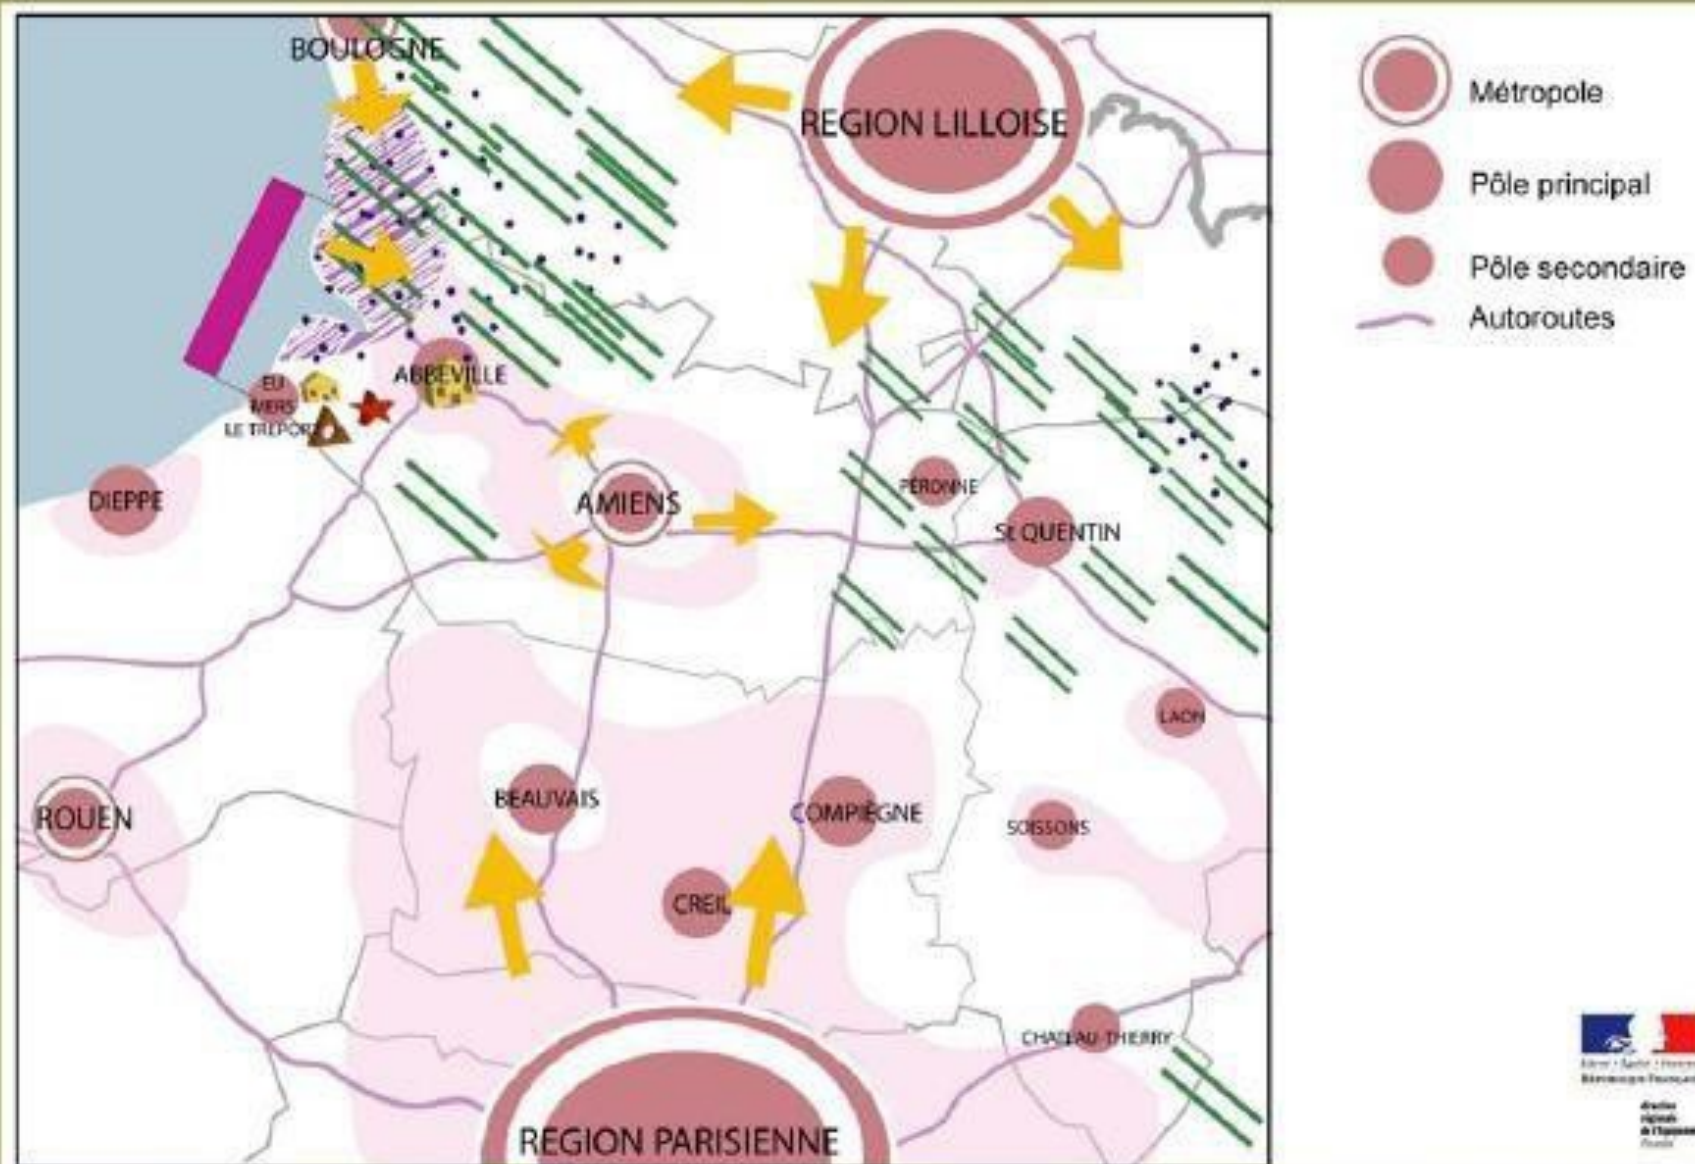 BOULOGNE
REGION LILLOISE
ABBEVILLE
EU
MERS
LE TREPORT
DIEPPE
AMIENS
PERONNE
St QUENTIN
LAON
ROUEN
BEAUVAIS
COMPIÈGNE
SOISSONS
CREIL
CHATEAU-THIERRY
REGION PARISIENNE
Métropole
Pôle principal
Pôle secondaire
Autoroutes